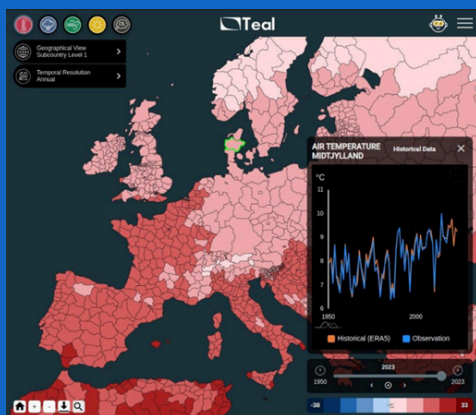 Teal
Geographical View
Subcountry Level 1
Temporal Resolution
Annual
AIR TEMPERATURE
MIDTJYLLAND
Historical Data
°C
11
10
9
8
7
6
1950
2000
Historical (ERA5)
Observation
2023
1950
-38
33